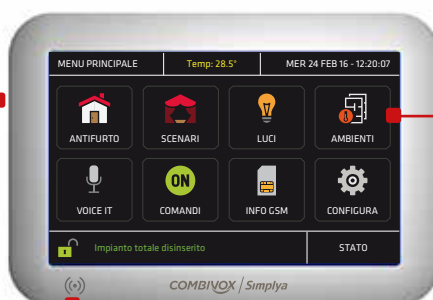 MENU PRINCIPALE Temp: 28.5° MER 24 FEB 16 - 12:20:07
ANTIFURTO SCENARI LUCI AMBIENTI
ON
VOICE IT COMANDI INFO GSM CONFIGURA
Impianto totale disinserito STATO
COMBIVOX / Simplya